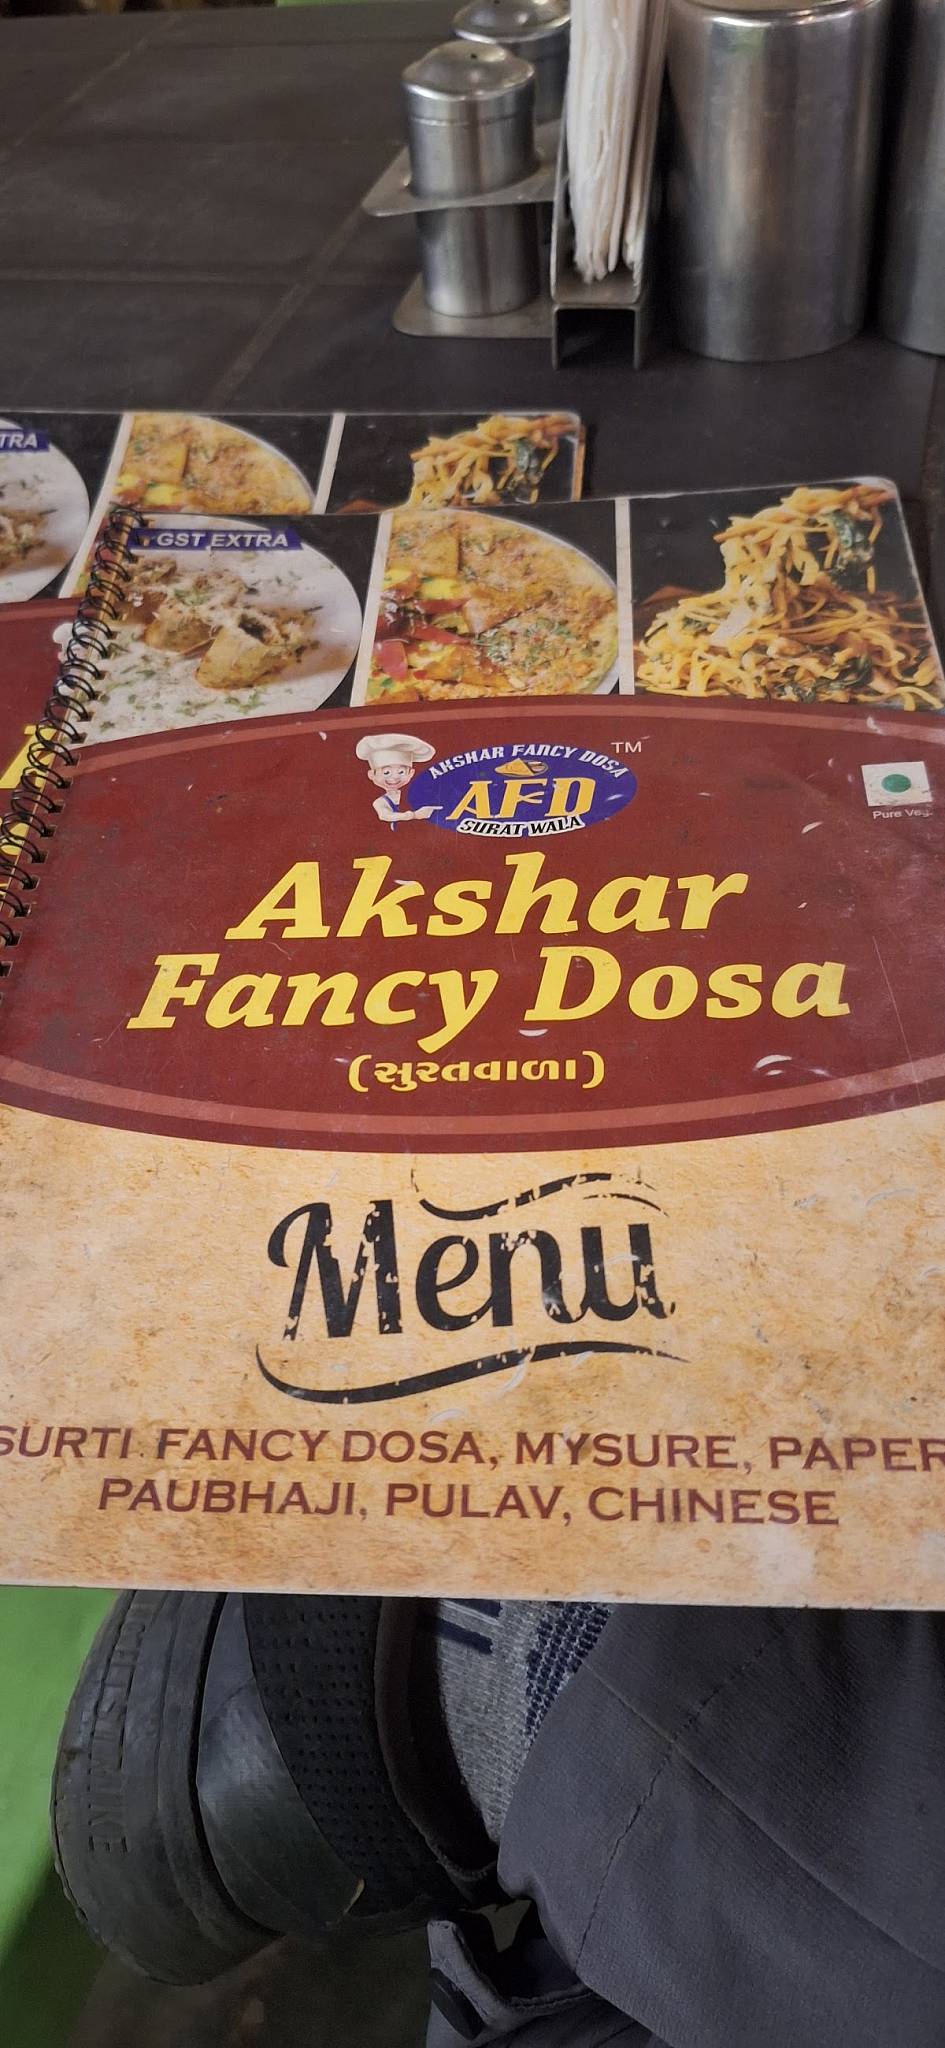 TRA
GST EXTRA
AKSHAR FANCY DOSA
TM
AFD
SURAT WALA
Pure Veg.
Akshar
Fancy Dosa
(સુરતવાળા)
Menu
SURTI FANCY DOSA, MYSURE, PAPER
PAUBHAJI, PULAV, CHINESE